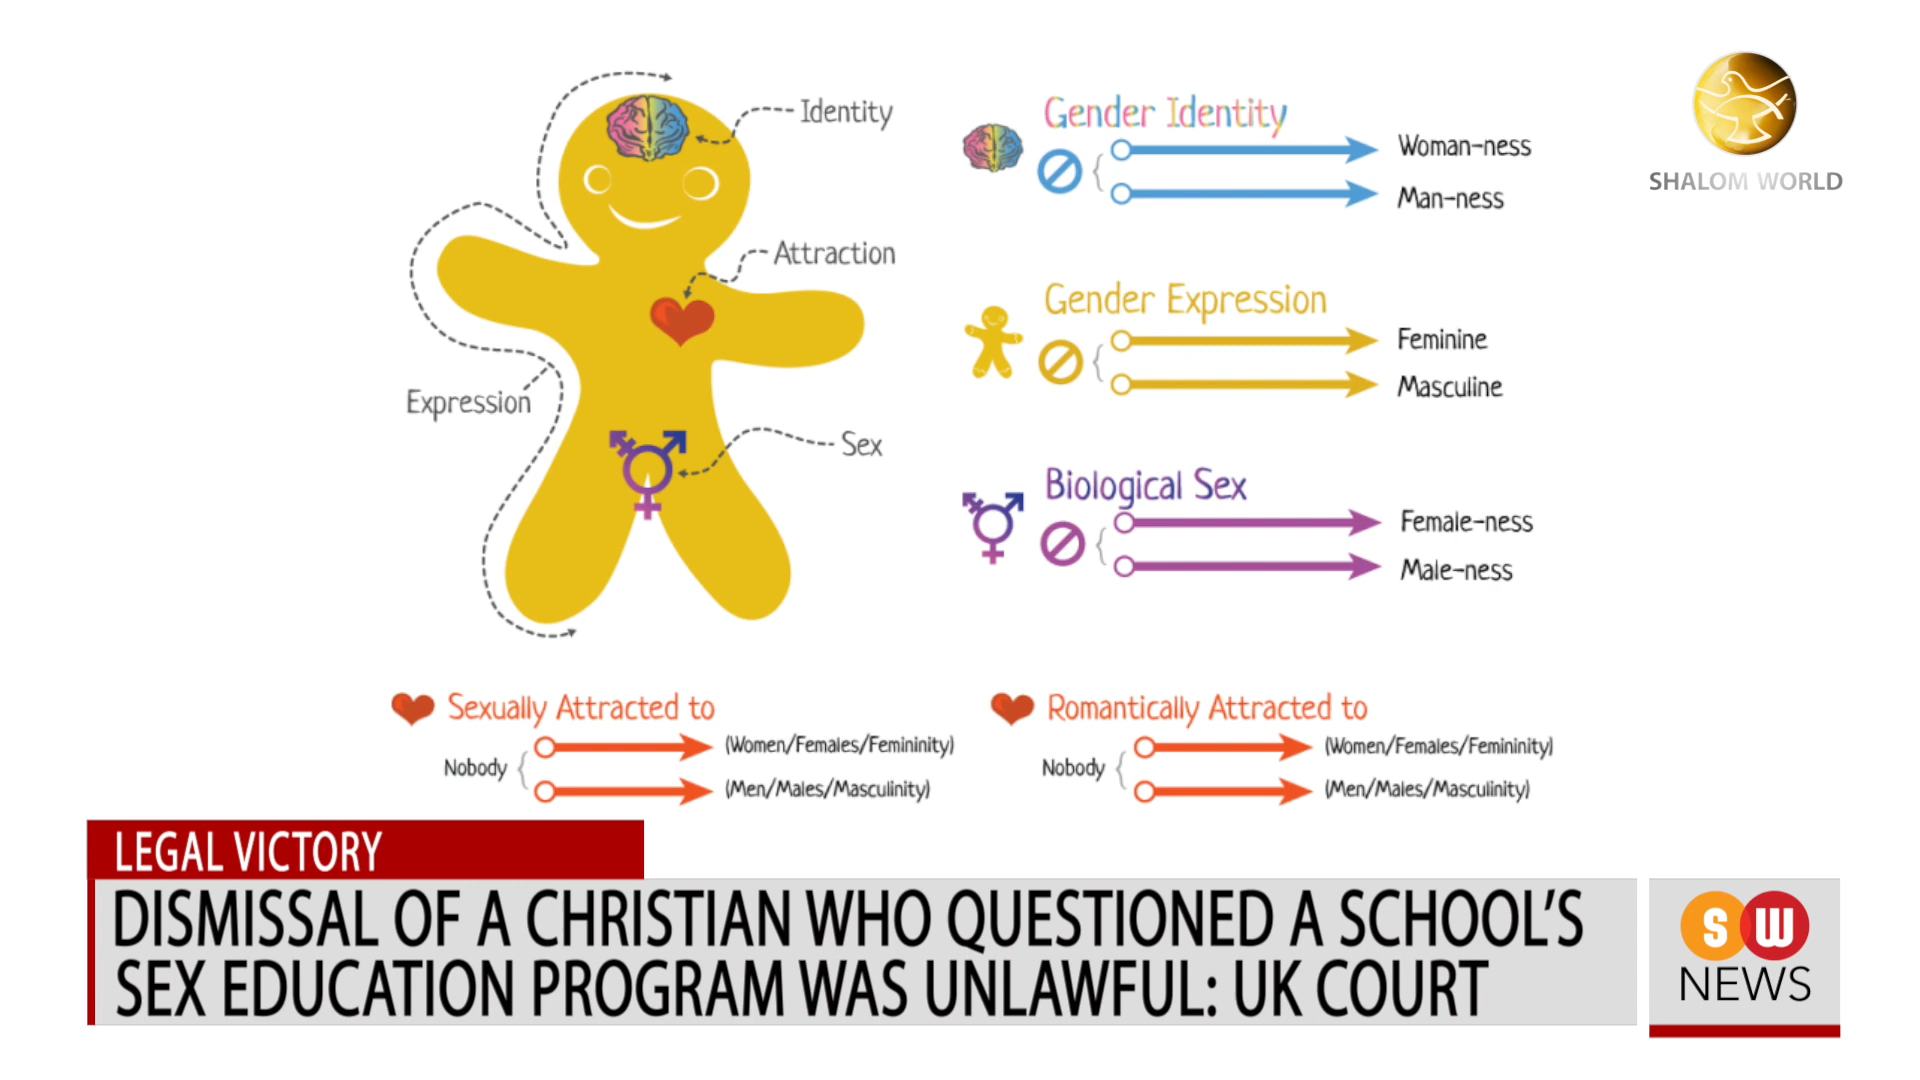 Identity
Attraction
Expression
Sex
Gender Identity
Woman-ness
Man-ness
Gender Expression
Feminine
Masculine
Biological Sex
Female-ness
Male-ness
SHALOM WORLD
Sexually Attracted to
Nobody
(Women/Females/Femininity)
(Men/Males/Masculinity)
Romantically Attracted to
Nobody
(Women/Females/Femininity)
(Men/Males/Masculinity)
LEGAL VICTORY
DISMISSAL OF A CHRISTIAN WHO QUESTIONED A SCHOOL'S
SEX EDUCATION PROGRAM WAS UNLAWFUL: UK COURT
S W
NEWS